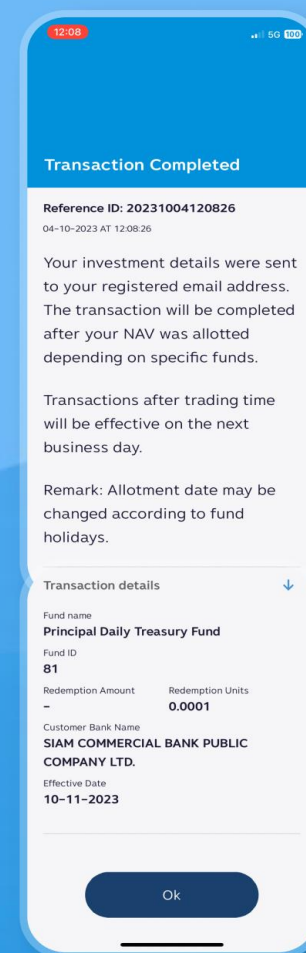 12:08
5G 100
Transaction Completed
Reference ID: 20231004120826
04-10-2023 AT 12:08:26
Your investment details were sent
to your registered email address.
The transaction will be completed
after your NAV was allotted
depending on specific funds.
Transactions after trading time
will be effective on the next
business day.
Remark: Allotment date may be
changed according to fund
holidays.
Transaction details
Fund name
Principal Daily Treasury Fund
Fund ID
81
Redemption Amount Redemption Units
– 0.0001
Customer Bank Name
SIAM COMMERCIAL BANK PUBLIC
COMPANY LTD.
Effective Date
10-11-2023
Ok